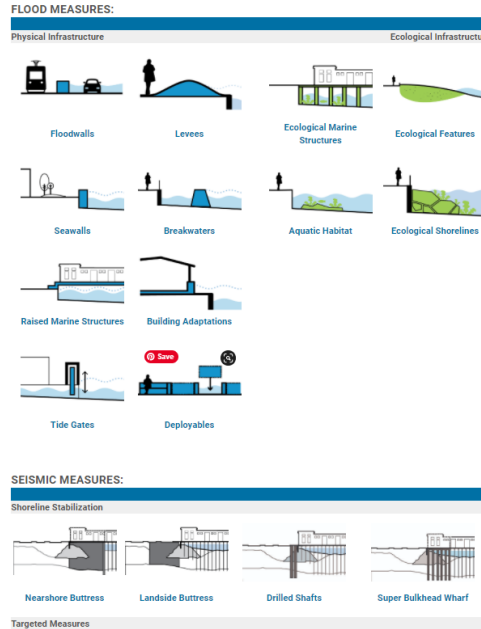 FLOOD MEASURES:
Physical Infrastructure
Ecological Infrastructu
Floodwalls
Levees
Ecological Marine
Structures
Ecological Features
Seawalls
Breakwaters
Aquatic Habitat
Ecological Shorelines
Raised Marine Structures
Building Adaptations
Save
Tide Gates
Deployables
SEISMIC MEASURES:
Shoreline Stabilization
Nearshore Buttress
Landside Buttress
Drilled Shafts
Super Bulkhead Wharf
Targeted Measures